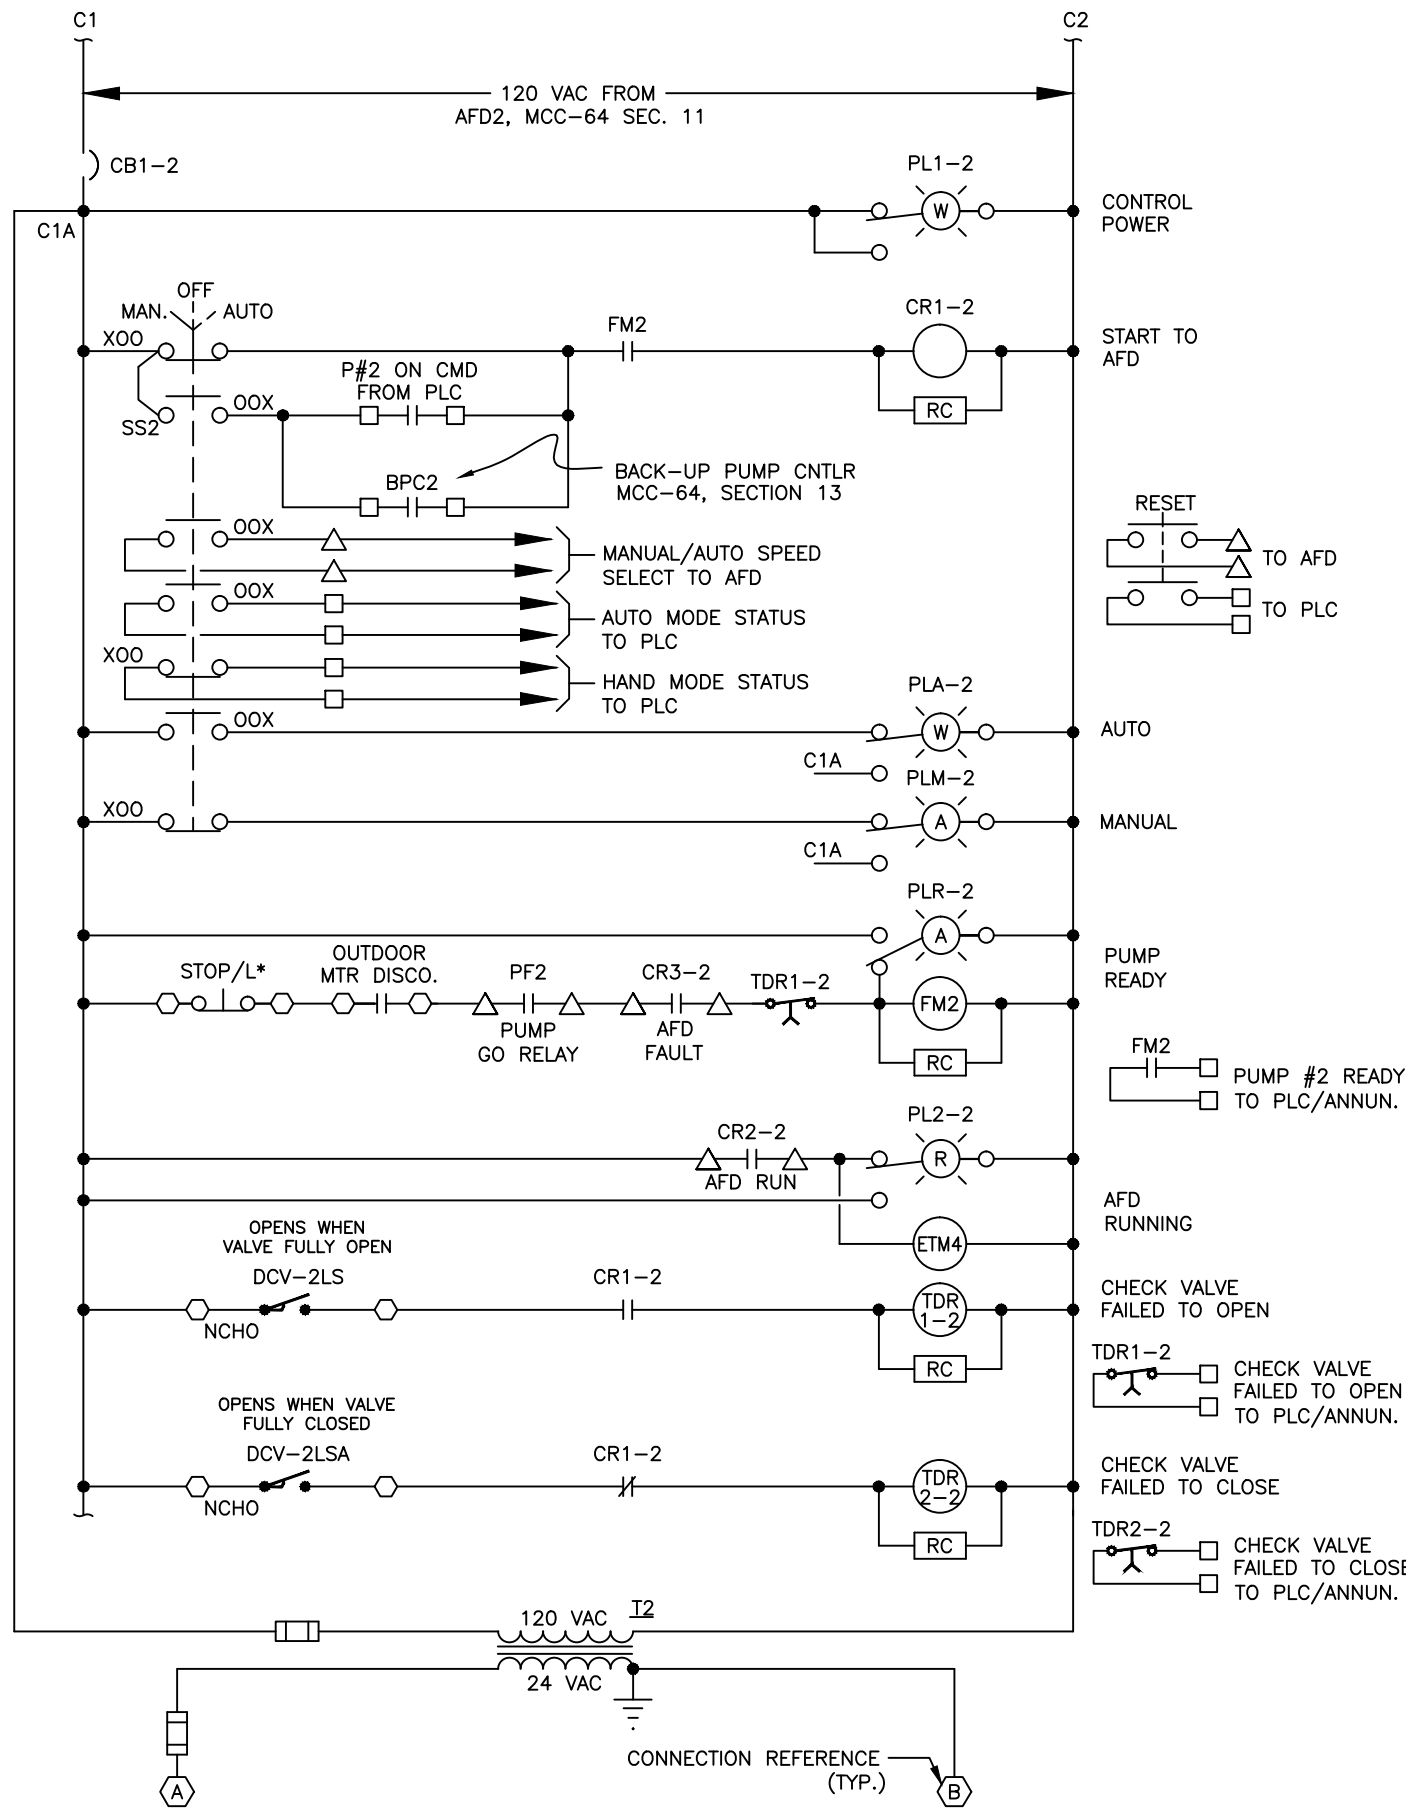 C1
C2
120 VAC FROM
AFD2, MCC-64 SEC. 11
CB1-2
PL1-2
W
CONTROL
POWER
C1A
OFF
MAN.
AUTO
XOO
FM2
CR1-2
START TO
AFD
P#2 ON CMD
FROM PLC
OOX
SS2
RC
BPC2
BACK-UP PUMP CNTLR
MCC-64, SECTION 13
OOX
MANUAL/AUTO SPEED
SELECT TO AFD
RESET
TO AFD
TO PLC
OOX
AUTO MODE STATUS
TO PLC
XOO
HAND MODE STATUS
TO PLC
OOX
PLA-2
W
AUTO
C1A
PLM-2
XOO
A
MANUAL
C1A
PLR-2
A
PUMP
READY
STOP/L*
OUTDOOR
MTR DISCO.
PF2
PUMP
GO RELAY
CR3-2
AFD
FAULT
TDR1-2
FM2
RC
FM2
PUMP #2 READY
TO PLC/ANNUN.
CR2-2
AFD RUN
PL2-2
R
AFD
RUNNING
ETM4
OPENS WHEN
VALVE FULLY OPEN
DCV-2LS
NCHO
CR1-2
TDR
1-2
RC
CHECK VALVE
FAILED TO OPEN
TDR1-2
CHECK VALVE
FAILED TO OPEN
TO PLC/ANNUN.
OPENS WHEN VALVE
FULLY CLOSED
DCV-2LSA
NCHO
CR1-2
TDR
2-2
RC
CHECK VALVE
FAILED TO CLOSE
TDR2-2
CHECK VALVE
FAILED TO CLOSE
TO PLC/ANNUN.
120 VAC
T2
24 VAC
CONNECTION REFERENCE
(TYP.)
A
B